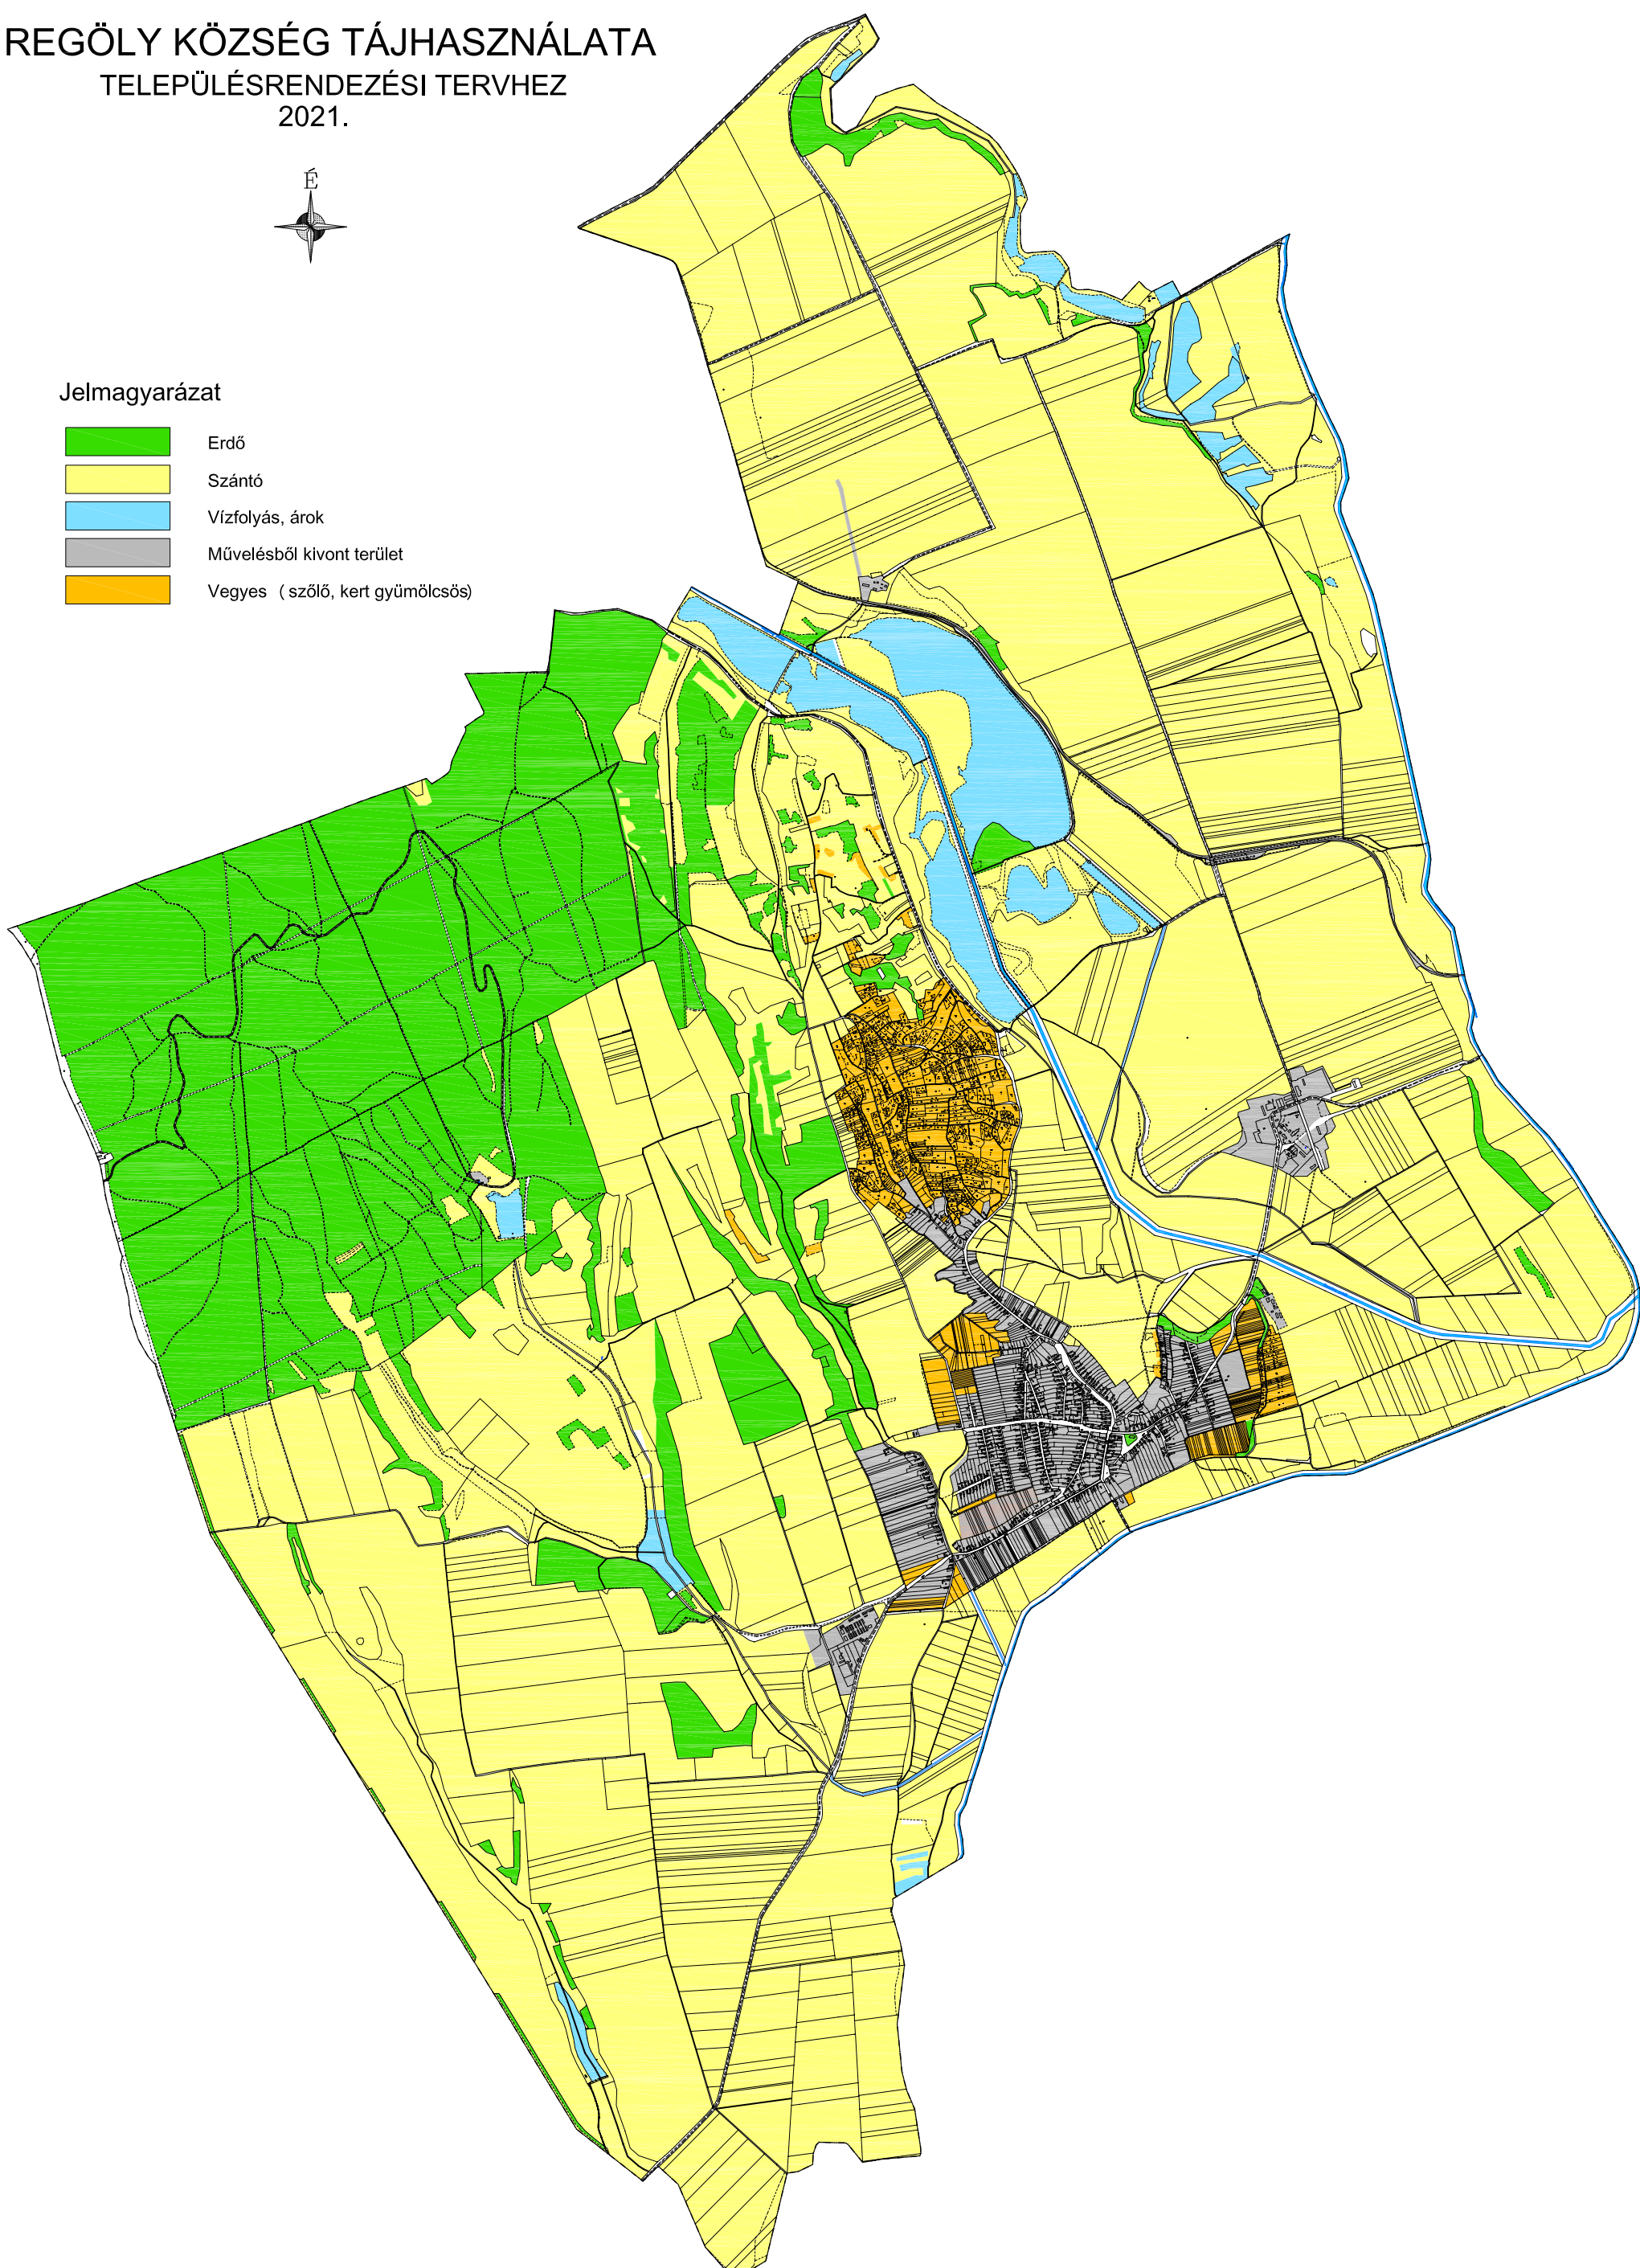 REGÖLY KÖZSÉG TÁJHASZNÁLATA
TELEPÜLÉSRENDEZÉSI TERVHEZ
2021.
É
Jelmagyarázat
Erdő
Szántó
Vízfolyás, árok
Művelésből kivont terület
Vegyes ( szőlő, kert gyümölcsös)